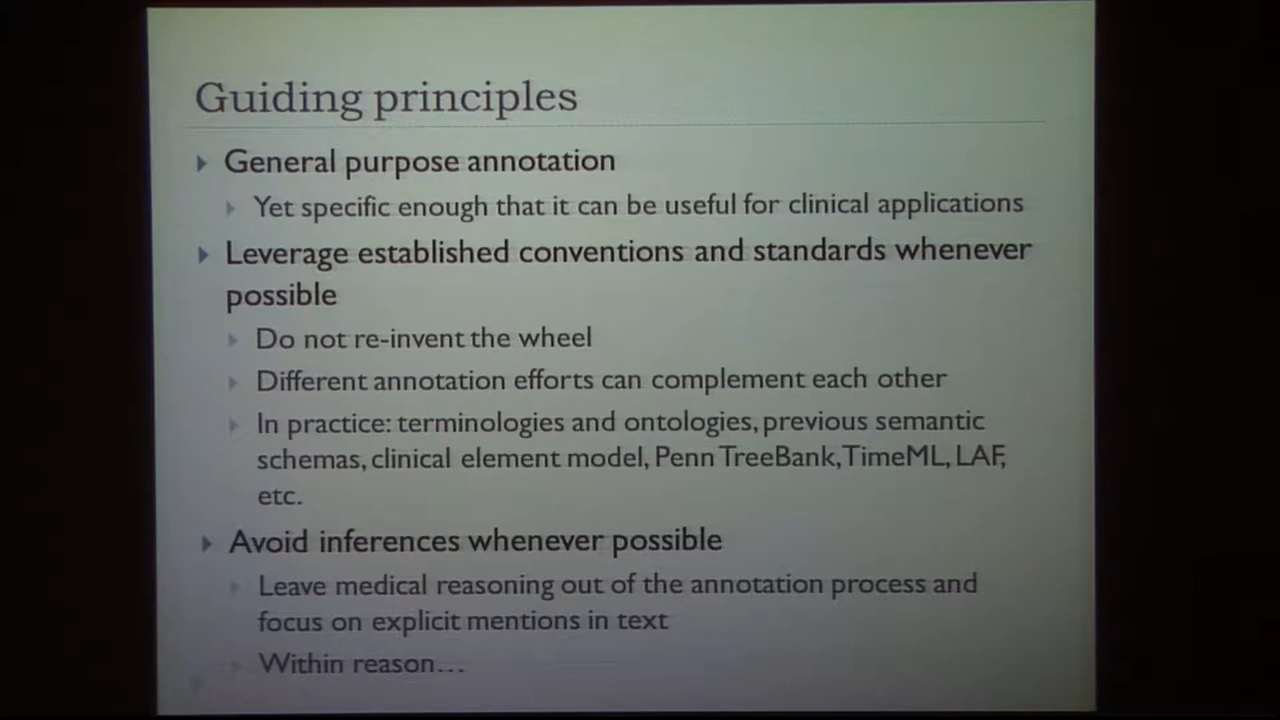 Guiding principles
General purpose annotation
Yet specific enough that it can be useful for clinical applications
Leverage established conventions and standards whenever
possible
Do not re-invent the wheel
Different annotation efforts can complement each other
In practice: terminologies and ontologies, previous semantic
schemas, clinical element model, Penn TreeBank, TimeML, LAF,
etc.
Avoid inferences whenever possible
Leave medical reasoning out of the annotation process and
focus on explicit mentions in text
Within reason…